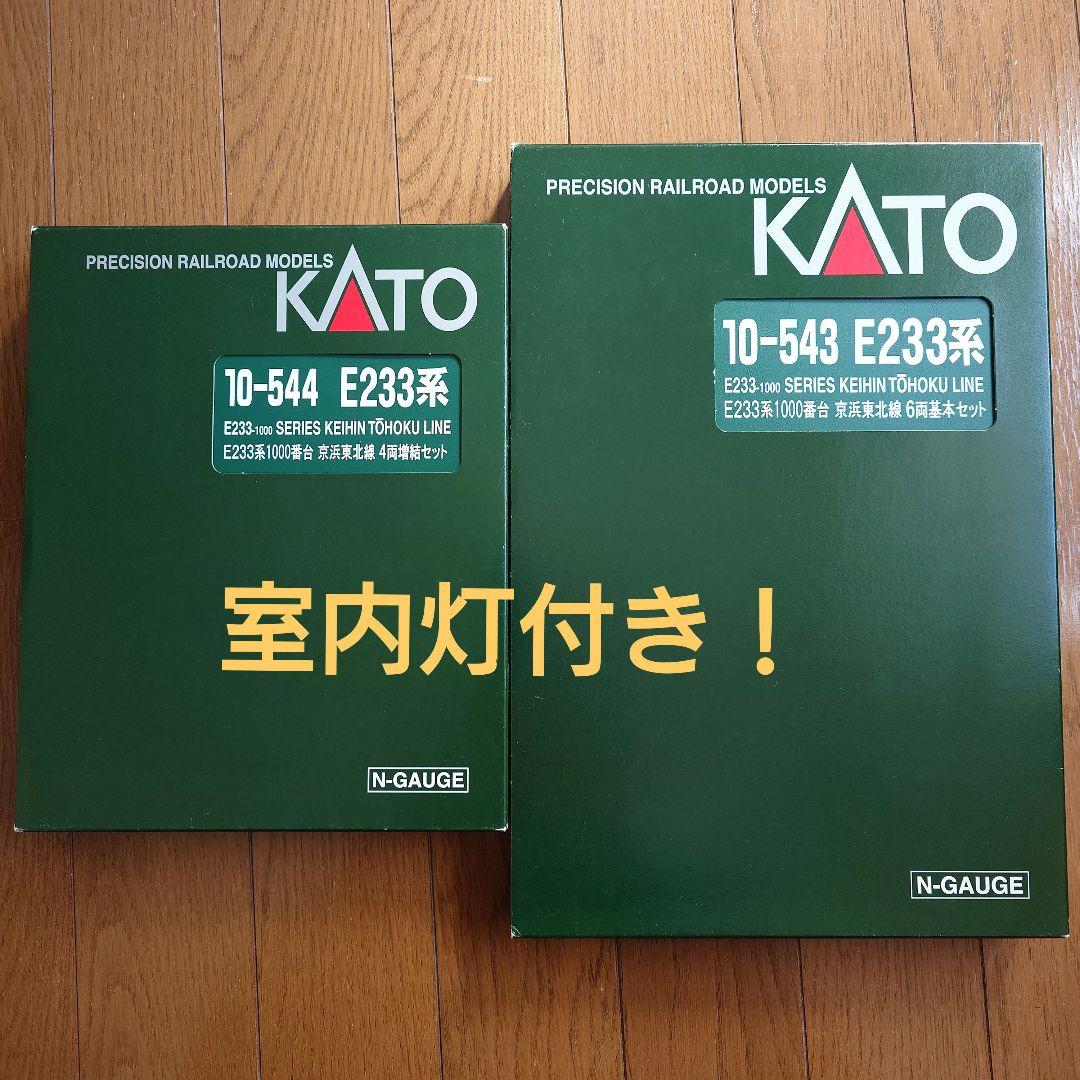 PRECISION RAILROAD MODELS
KATO
10-544 E233系
E233-1000 SERIES KEIHIN TŌHOKU LINE
E233系1000番台 京浜東北線 4両増結セット
N-GAUGE
PRECISION RAILROAD MODELS
KATO
10-543 E233系
E233-1000 SERIES KEIHIN TŌHOKU LINE
E233系1000番台 京浜東北線 6両基本セット
N-GAUGE
室内灯付き！